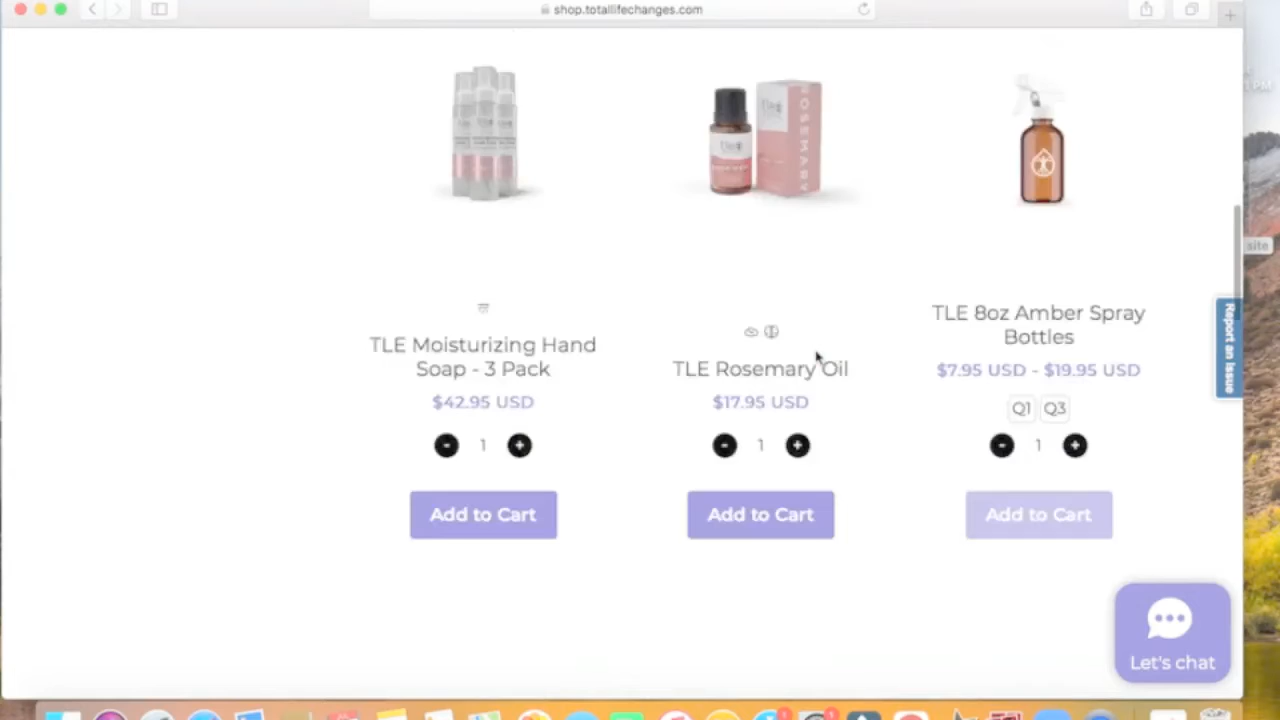 shop.totallifechanges.com
ROSEMARY
TLE Moisturizing Hand
Soap - 3 Pack
$42.95 USD
- 1 +
Add to Cart
TLE Rosemary Oil
$17.95 USD
- 1 +
Add to Cart
TLE 8oz Amber Spray
Bottles
$7.95 USD - $19.95 USD
Q1 Q3
- 1 +
Add to Cart
site
Report an issue
Let's chat